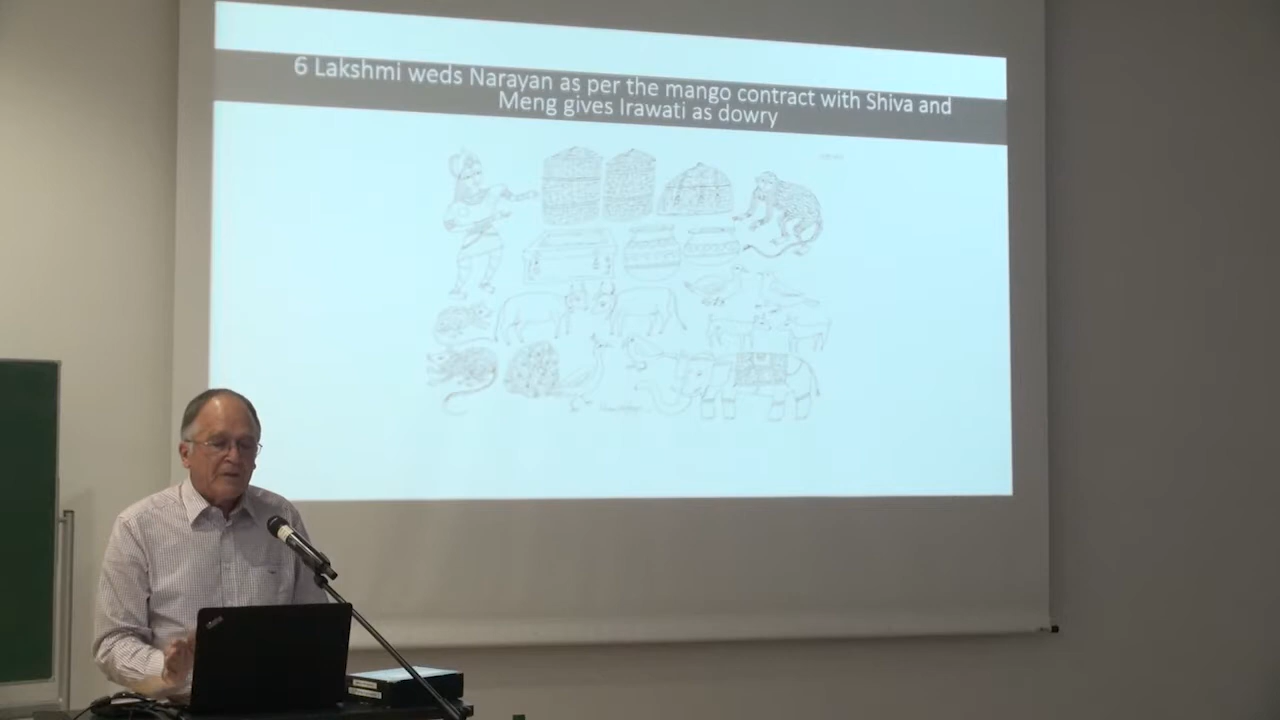 6 Lakshmi weds Narayan as per the mango contract with Shiva and
Meng gives Irawati as dowry